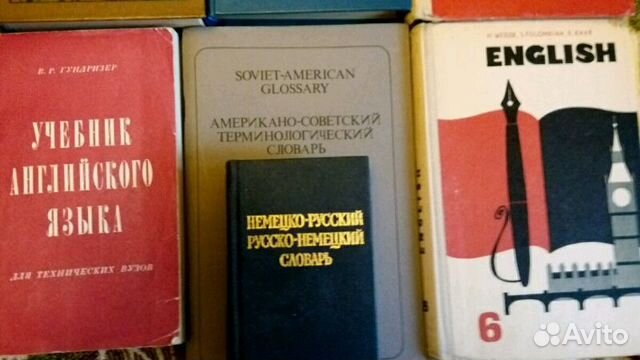 В. Р. ГУНДРИЗЕР
УЧЕБНИК
АНГЛИЙСКОГО
ЯЗЫКА
ДЛЯ ТЕХНИЧЕСКИХ ВУЗОВ
SOVIET-AMERICAN
GLOSSARY
АМЕРИКАНО-СОВЕТСКИЙ
ТЕРМИНОЛОГИЧЕСКИЙ
СЛОВАРЬ
НЕМЕЦКО-РУССКИЙ
РУССКО-НЕМЕЦКИЙ
СЛОВАРЬ
ENGLISH
ENGLISH
6
Avito